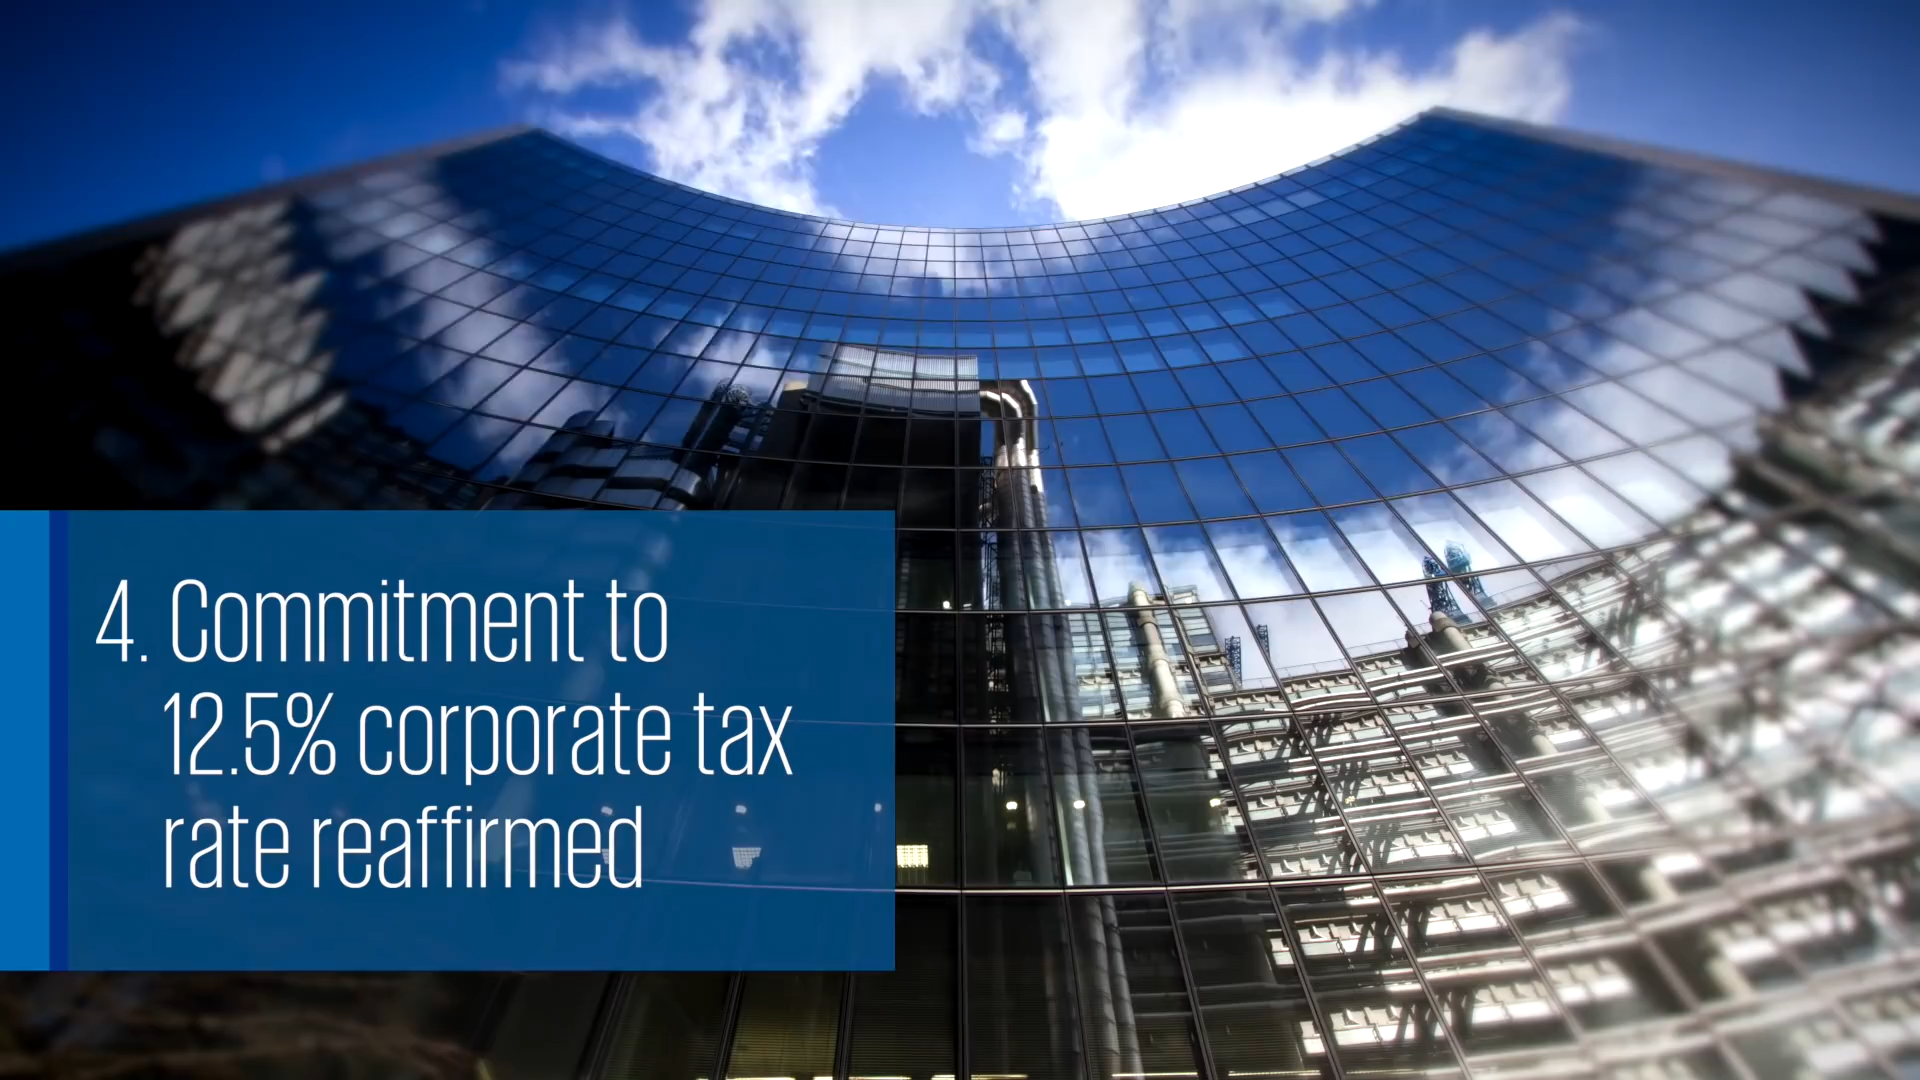 4. Commitment to
12.5% corporate tax
rate reaffirmed